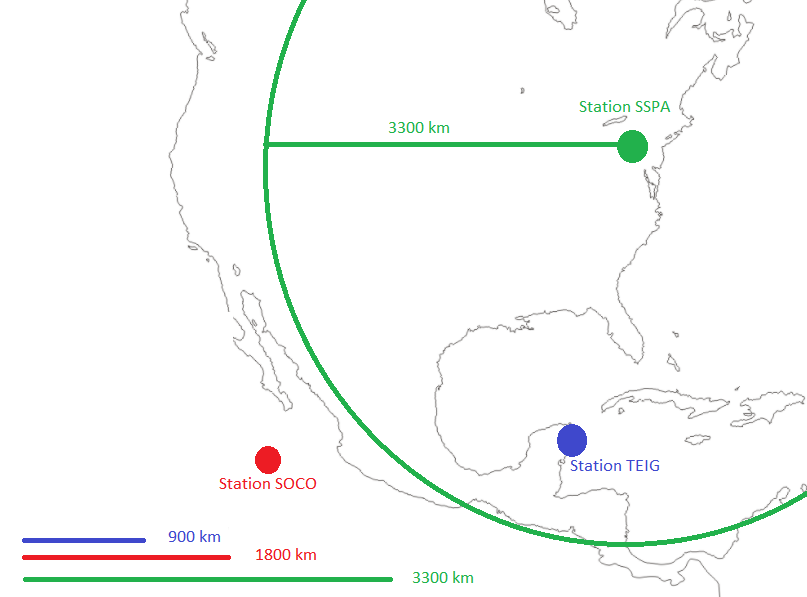 Station SSPA
3300 km
Station TEIG
Station SOCO
900 km
1800 km
3300 km